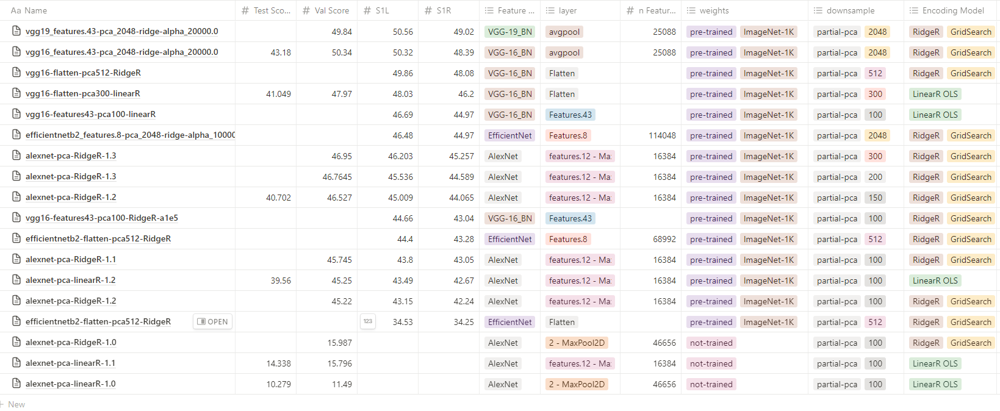 Aa Name # Test Sco... # Val Score # S1L # S1R Feature ... layer # n Featur... weights downsample Encoding Model
vgg19_features.43-pca_2048-ridge-alpha_20000.0 49.84 50.56 49.02 VGG-19_BN avgpool 25088 pre-trained ImageNet-1K partial-pca 2048 RidgeR GridSearch
vgg16_features.43-pca_2048-ridge-alpha_20000.0 43.18 50.34 50.32 48.39 VGG-16_BN avgpool 25088 pre-trained ImageNet-1K partial-pca 2048 RidgeR GridSearch
vgg16-flatten-pca512-RidgeR 49.86 48.08 VGG-16_BN Flatten pre-trained ImageNet-1K partial-pca 512 RidgeR GridSearch
vgg16-flatten-pca300-linearR 41.049 47.97 48.03 46.2 VGG-16_BN Flatten pre-trained ImageNet-1K partial-pca 300 LinearR OLS
vgg16-features43-pca100-linearR 46.69 44.97 VGG-16_BN Features.43 pre-trained ImageNet-1K partial-pca 100 LinearR OLS
efficientnetb2_features.8-pca_2048-ridge-alpha_10000 46.48 44.97 EfficientNet Features.8 114048 pre-trained ImageNet-1K partial-pca 2048 RidgeR GridSearch
alexnet-pca-RidgeR-1.3 46.95 46.203 45.257 AlexNet features.12 - Ma: 16384 pre-trained ImageNet-1K partial-pca 300 RidgeR GridSearch
alexnet-pca-RidgeR-1.3 46.7645 45.536 44.589 AlexNet features.12 - Ma: 16384 pre-trained ImageNet-1K partial-pca 200 RidgeR GridSearch
alexnet-pca-RidgeR-1.2 40.702 46.527 45.009 44.065 AlexNet features.12 - Ma: 16384 pre-trained ImageNet-1K partial-pca 150 RidgeR GridSearch
vgg16-features43-pca100-RidgeR-a1e5 44.66 43.04 VGG-16_BN Features.43 pre-trained ImageNet-1K partial-pca 100 RidgeR GridSearch
efficientnetb2-flatten-pca512-RidgeR 44.4 43.28 EfficientNet Features.8 68992 pre-trained ImageNet-1K partial-pca 512 RidgeR GridSearch
alexnet-pca-RidgeR-1.1 45.745 43.8 43.05 AlexNet features.12 - Ma: 16384 pre-trained ImageNet-1K partial-pca 100 RidgeR GridSearch
alexnet-pca-linearR-1.2 39.56 45.25 43.49 42.67 AlexNet features.12 - Ma: 16384 pre-trained ImageNet-1K partial-pca 100 LinearR OLS
alexnet-pca-RidgeR-1.2 45.22 43.15 42.24 AlexNet features.12 - Ma: 16384 pre-trained ImageNet-1K partial-pca 100 RidgeR GridSearch
efficientnetb2-flatten-pca512-RidgeR OPEN 123 34.53 34.25 EfficientNet Flatten pre-trained ImageNet-1K partial-pca 512 RidgeR GridSearch
alexnet-pca-RidgeR-1.0 15.987 AlexNet 2 - MaxPool2D 46656 not-trained partial-pca 100 RidgeR GridSearch
alexnet-pca-linearR-1.1 14.338 15.796 AlexNet features.12 - Ma: 16384 not-trained partial-pca 100 LinearR OLS
alexnet-pca-linearR-1.0 10.279 11.49 AlexNet 2 - MaxPool2D 46656 not-trained partial-pca 100 LinearR OLS
+ New